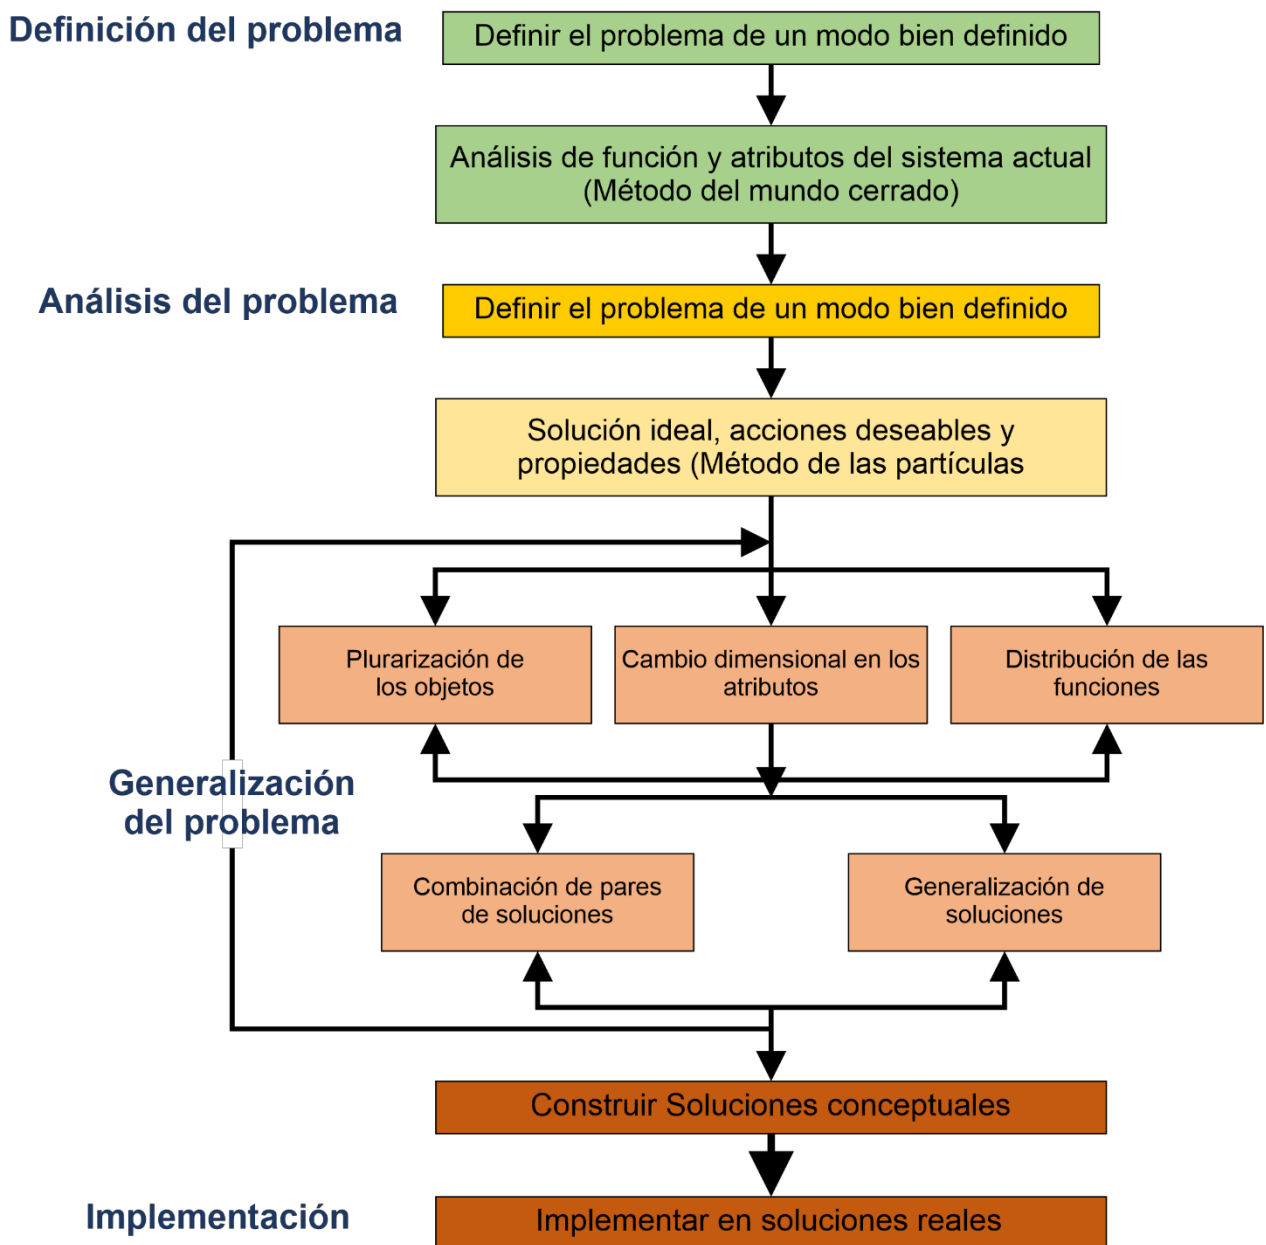 Definición del problema
Definir el problema de un modo bien definido
Análisis de función y atributos del sistema actual
(Método del mundo cerrado)
Análisis del problema
Definir el problema de un modo bien definido
Solución ideal, acciones deseables y
propiedades (Método de las partículas
Plurarización de
los objetos
Cambio dimensional en los
atributos
Distribución de las
funciones
Generalización
del problema
Combinación de pares
de soluciones
Generalización de
soluciones
Construir Soluciones conceptuales
Implementación
Implementar en soluciones reales